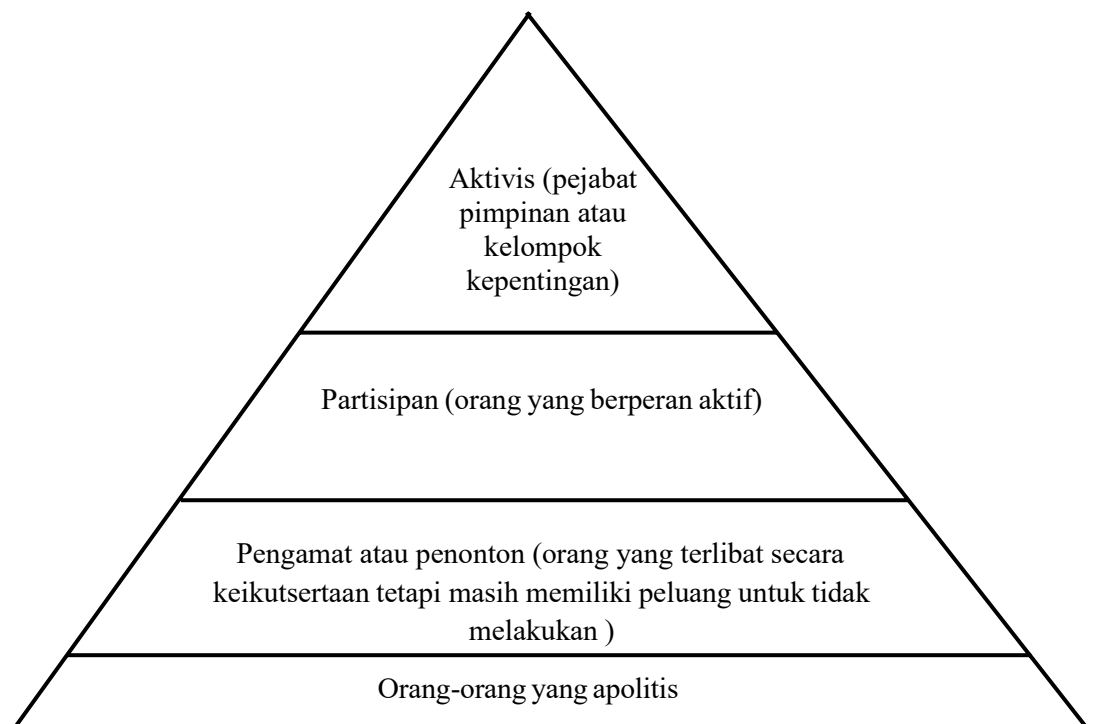 Aktivis (pejabat
pimpinan atau
kelompok
kepentingan)
Partisipan (orang yang berperan aktif)
Pengamat atau penonton (orang yang terlibat secara
keikutsertaan tetapi masih memiliki peluang untuk tidak
melakukan )
Orang-orang yang apolitis